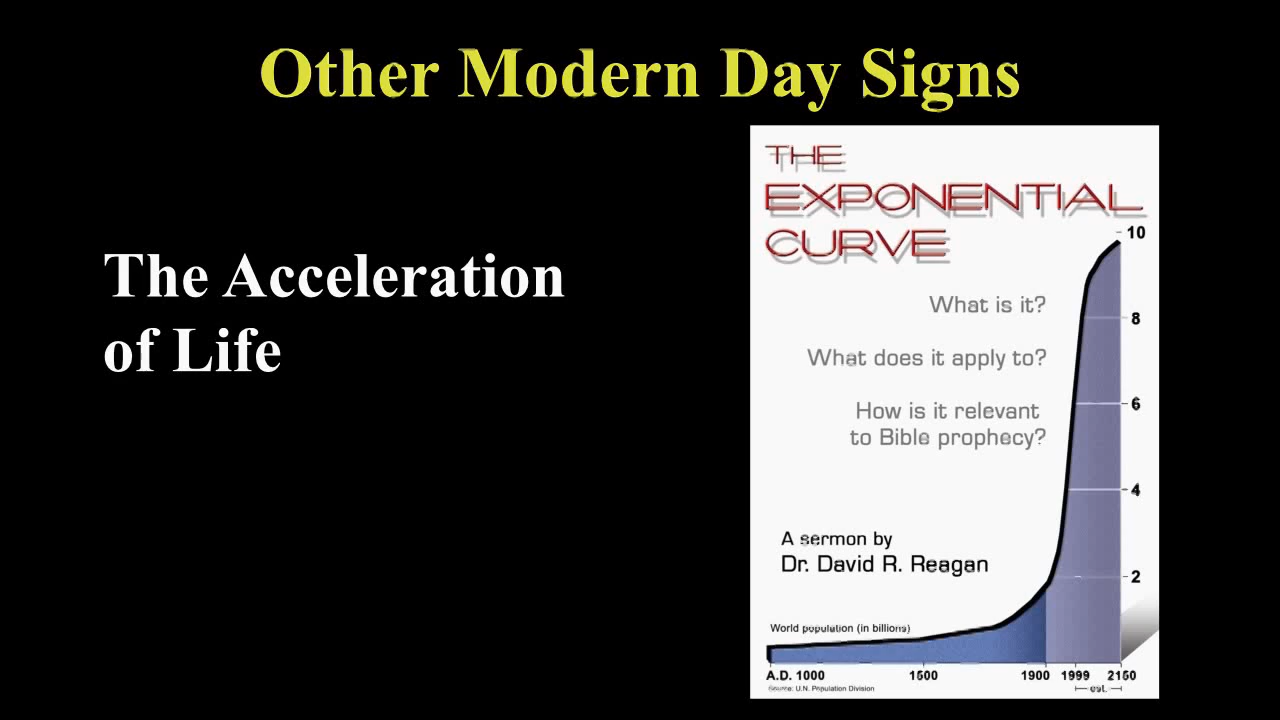 Other Modern Day Signs
The Acceleration
of Life
THE
EXPONENTIAL
CURVE
What is it?
What does it apply to?
How is it relevant
to Bible prophecy?
A sermon by
Dr. David R. Reagan
10
8
6
4
2
World population (in billions)
A.D. 1000 1500 1900 1999 2150
Source: U.N. Population Division
est.